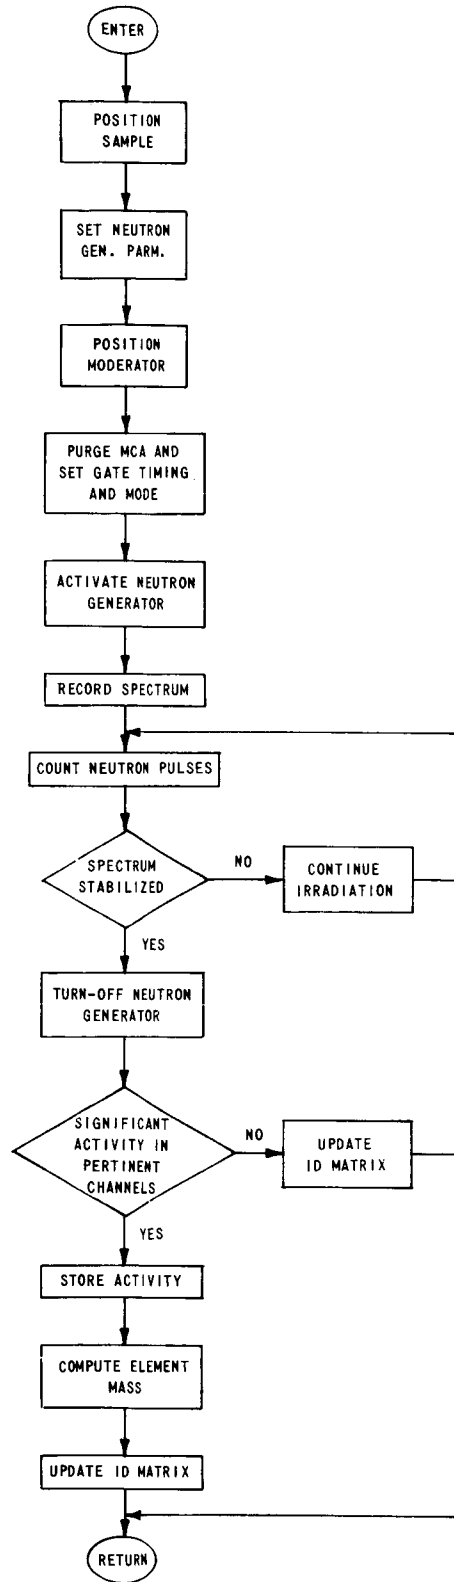 ENTER
POSITION
SAMPLE
SET NEUTRON
GEN. PARM.
POSITION
MODERATOR
PURGE MCA AND
SET GATE TIMING
AND MODE
ACTIVATE NEUTRON
GENERATOR
RECORD SPECTRUM
COUNT NEUTRON PULSES
SPECTRUM
STABILIZED
NO
CONTINUE
IRRADIATION
YES
TURN-OFF NEUTRON
GENERATOR
SIGNIFICANT
ACTIVITY IN
PERTINENT
CHANNELS
NO
UPDATE
ID MATRIX
YES
STORE ACTIVITY
COMPUTE ELEMENT
MASS
UPDATE ID MATRIX
RETURN